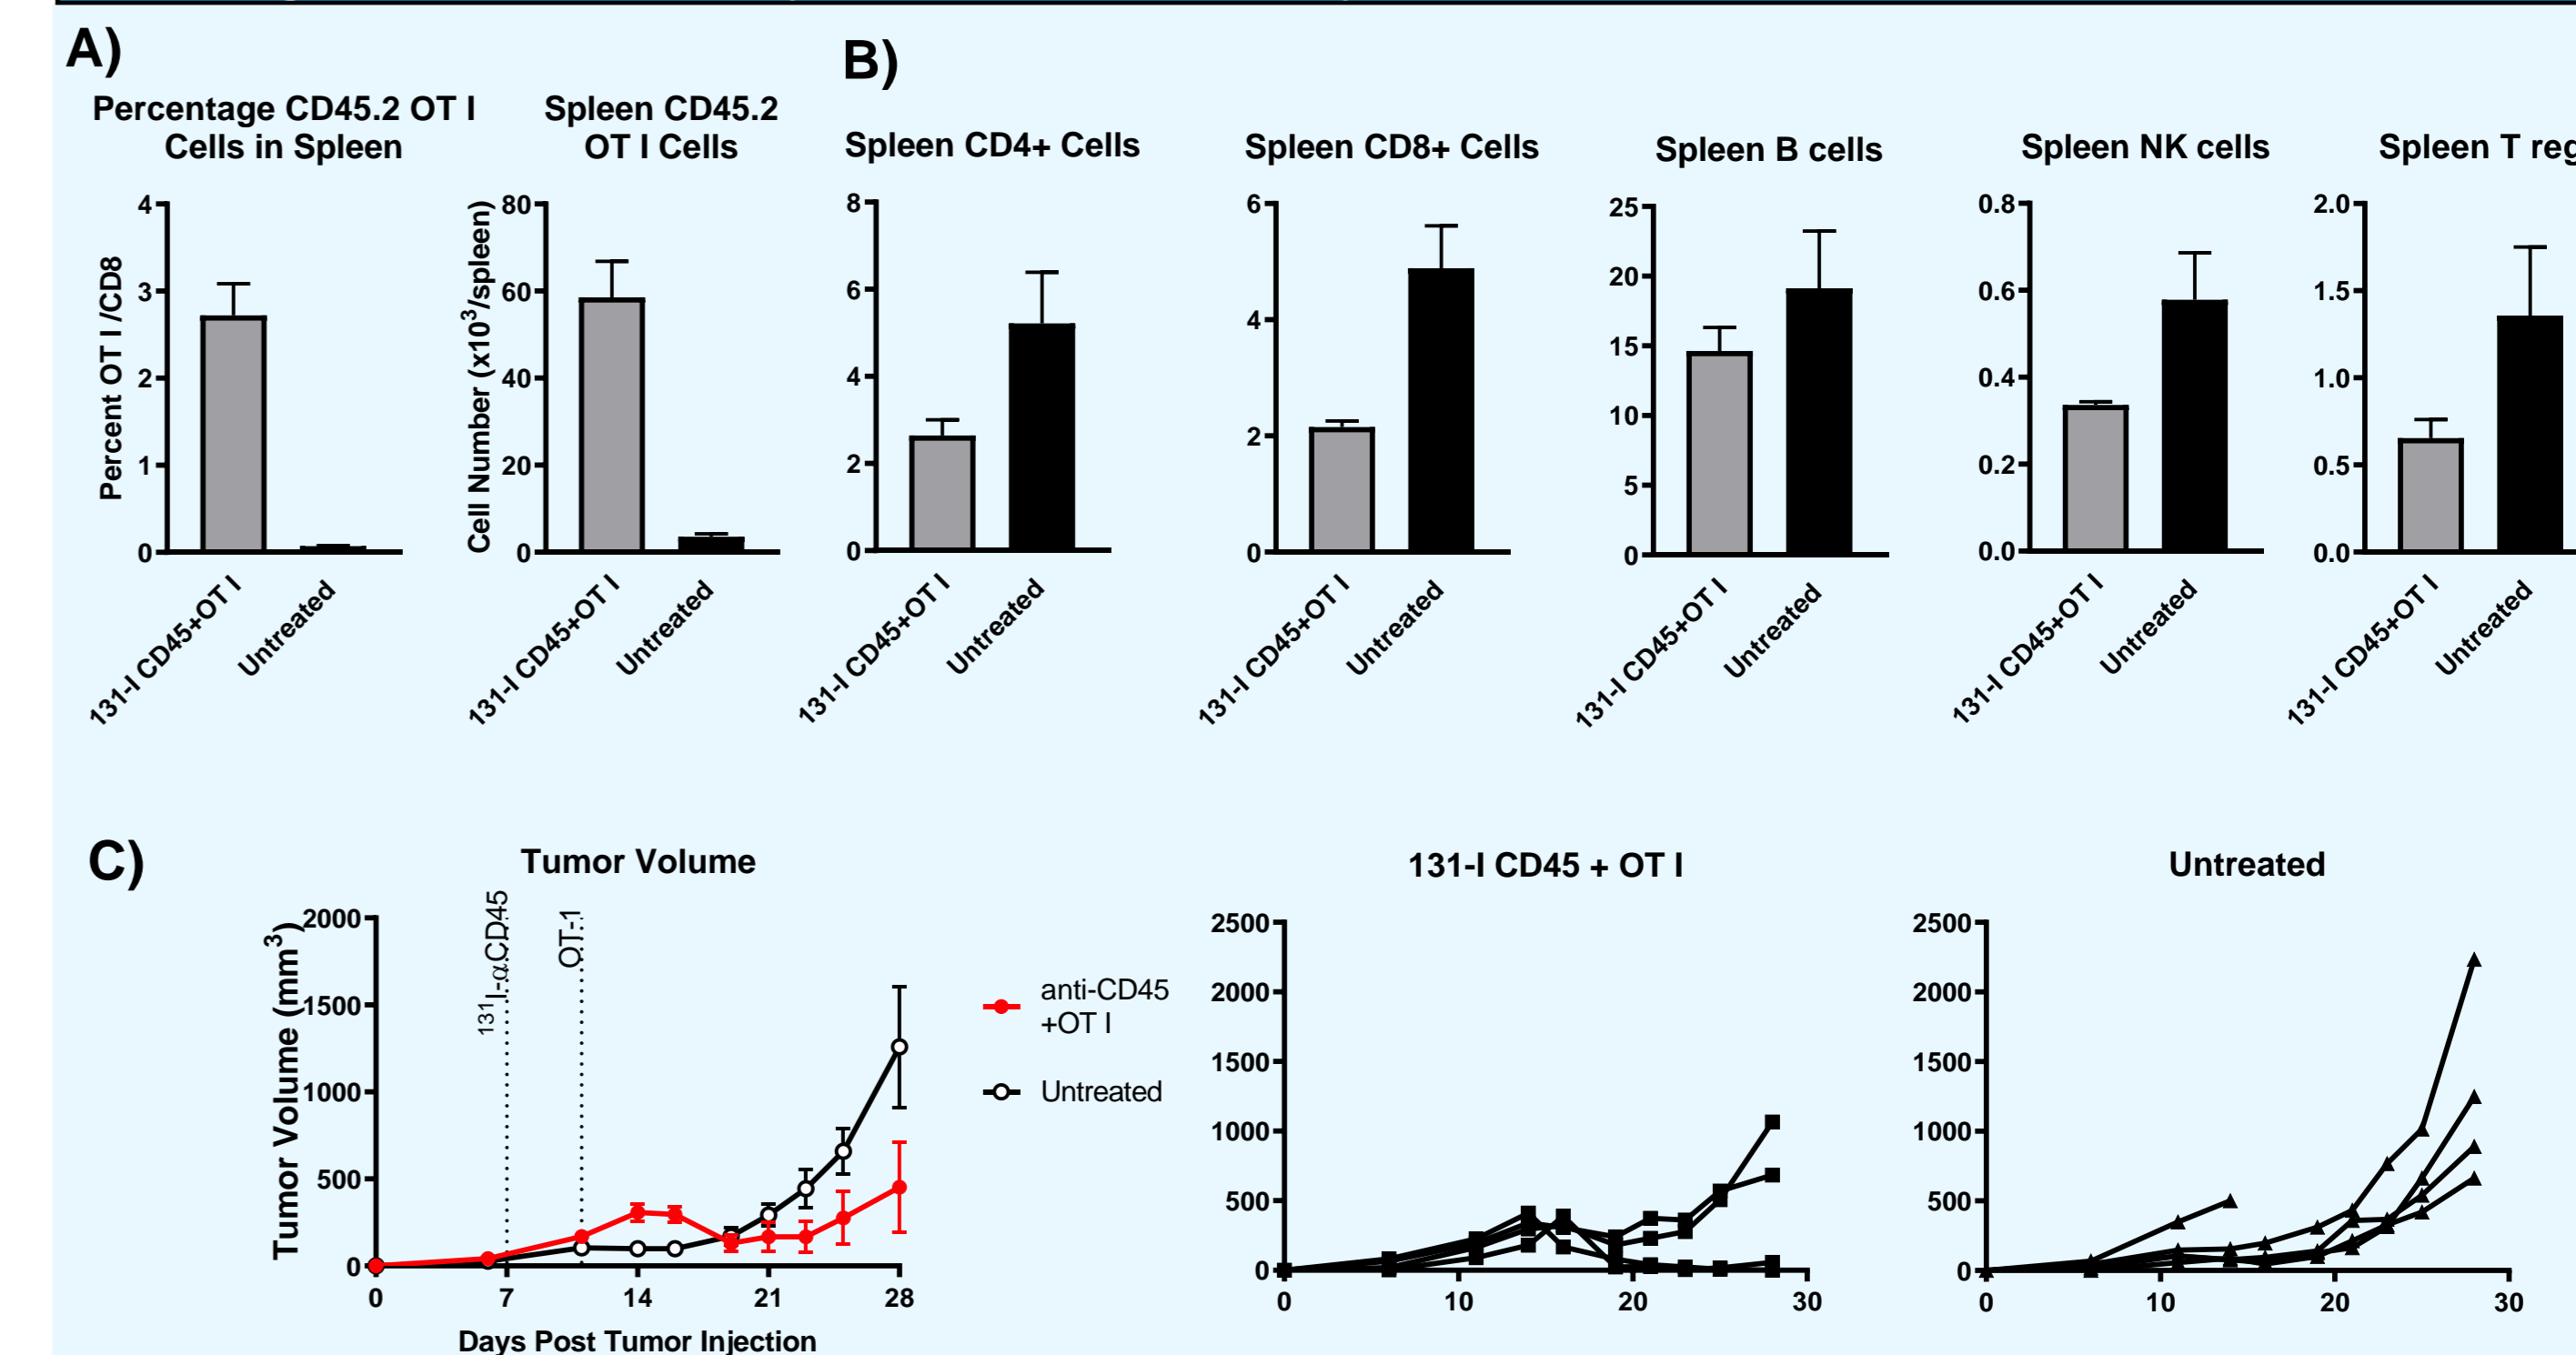 A)
B)
Percentage CD45.2 OT I
Cells in Spleen
Percent OT I /CD8
4
3
2
1
0
131-I CD45+OT I
Untreated
Spleen CD45.2
OT I Cells
Cell Number (x10³/spleen)
80
60
40
20
0
131-I CD45+OT I
Untreated
Spleen CD4+ Cells
8
6
4
2
0
131-I CD45+OT I
Untreated
Spleen CD8+ Cells
6
4
2
0
131-I CD45+OT I
Untreated
Spleen B cells
25
20
15
10
5
0
131-I CD45+OT I
Untreated
Spleen NK cells
0.8
0.6
0.4
0.2
0.0
131-I CD45+OT I
Untreated
Spleen T reg
2.0
1.5
1.0
0.5
0.0
131-I CD45+OT I
Untreated
C)
Tumor Volume
Tumor Volume (mm³)
2000
1500
1000
500
0
¹³¹I-αCD45
OT-1
0
7
14
21
28
Days Post Tumor Injection
anti-CD45
+OT I
Untreated
131-I CD45 + OT I
2500
2000
1500
1000
500
0
0
10
20
30
Untreated
2500
2000
1500
1000
500
0
0
10
20
30